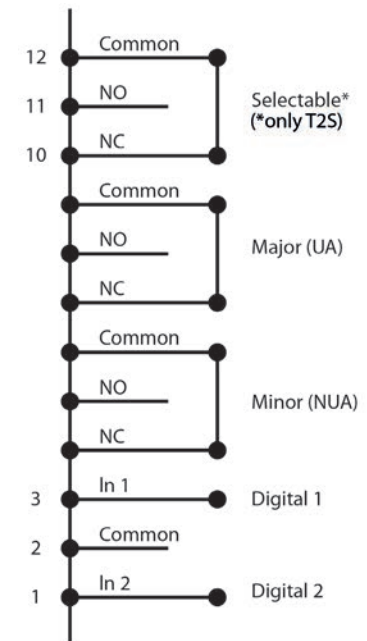 12 Common
11 NO Selectable*
(*only T2S)
10 NC
Common
NO Major (UA)
NC
Common
NO Minor (NUA)
NC
3 In 1 Digital 1
2 Common
1 In 2 Digital 2